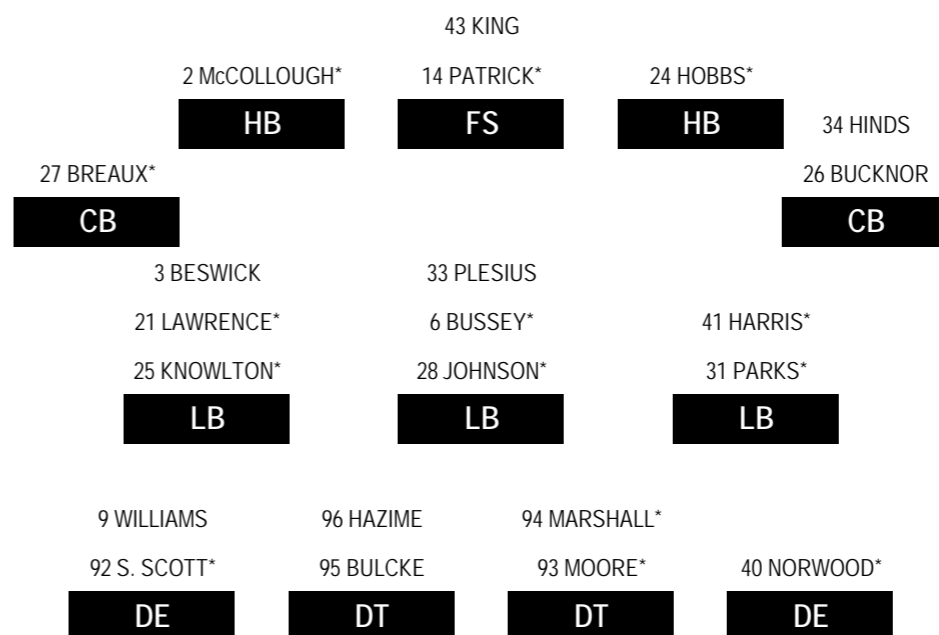 43 KING
2 McCOLLOUGH* 14 PATRICK* 24 HOBBS*
HB FS HB 34 HINDS
27 BREAUX* 26 BUCKNOR
CB CB
3 BESWICK 33 PLESIUS
21 LAWRENCE* 6 BUSSEY* 41 HARRIS*
25 KNOWLTON* 28 JOHNSON* 31 PARKS*
LB LB LB
9 WILLIAMS 96 HAZIME 94 MARSHALL*
92 S. SCOTT* 95 BULCKE 93 MOORE* 40 NORWOOD*
DE DT DT DE